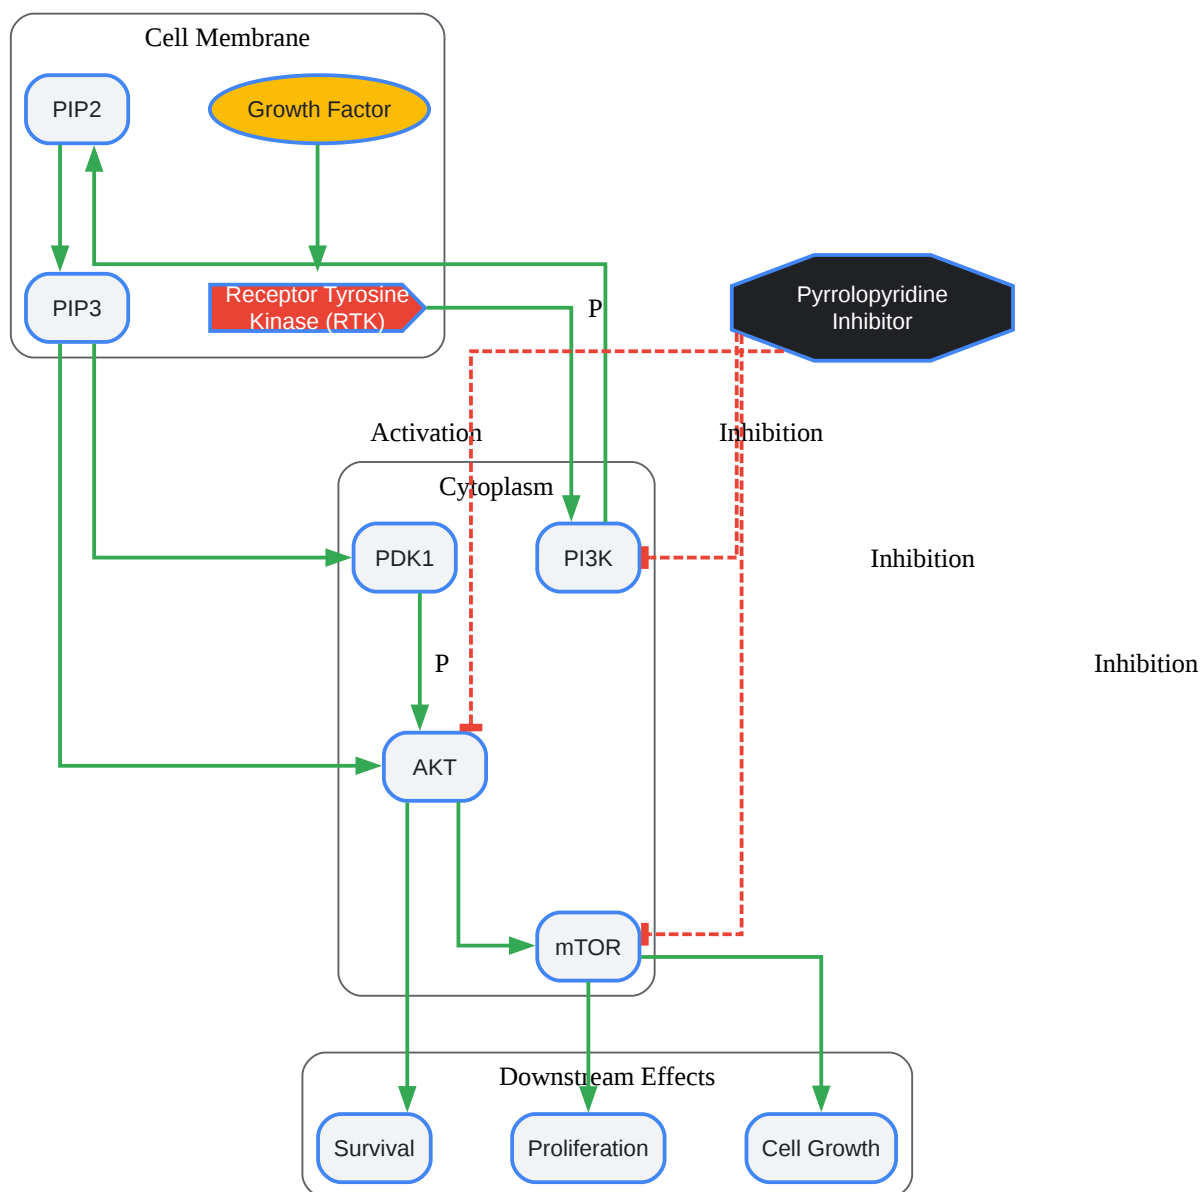 Cell Membrane
PIP2
Growth Factor
PIP3
Receptor Tyrosine
Kinase (RTK)
P
Pyrrolopyridine
Inhibitor
Activation
Inhibition
Cytoplasm
PDK1
PI3K
Inhibition
P
Inhibition
AKT
mTOR
Downstream Effects
Survival
Proliferation
Cell Growth